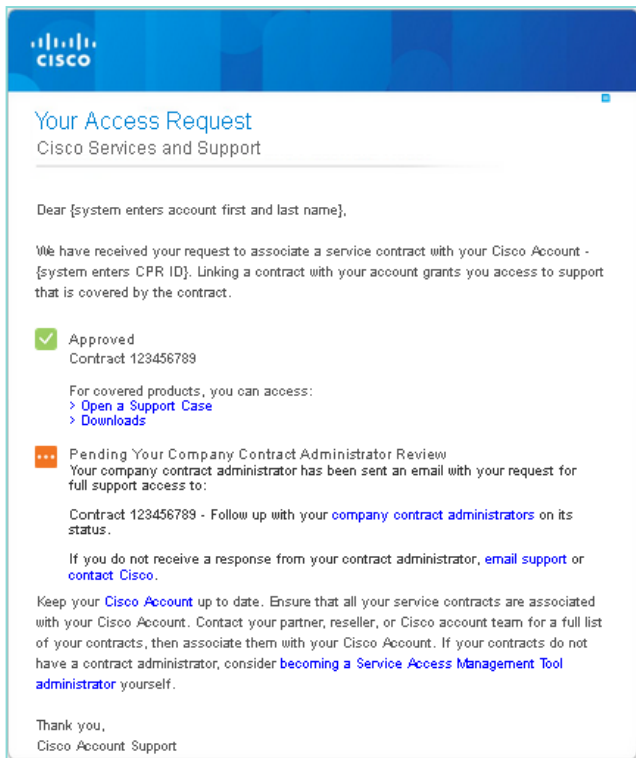 CISCO
Your Access Request
Cisco Services and Support
Dear {system enters account first and last name},
We have received your request to associate a service contract with your Cisco Account -
{system enters CPR ID}. Linking a contract with your account grants you access to support
that is covered by the contract.
Approved
Contract 123456789
For covered products, you can access:
> Open a Support Case
> Downloads
Pending Your Company Contract Administrator Review
Your company contract administrator has been sent an email with your request for
full support access to:
Contract 123456789 - Follow up with your company contract administrators on its
status.
If you do not receive a response from your contract administrator, email support or
contact Cisco.
Keep your Cisco Account up to date. Ensure that all your service contracts are associated
with your Cisco Account. Contact your partner, reseller, or Cisco account team for a full list
of your contracts, then associate them with your Cisco Account. If your contracts do not
have a contract administrator, consider becoming a Service Access Management Tool
administrator yourself.
Thank you,
Cisco Account Support